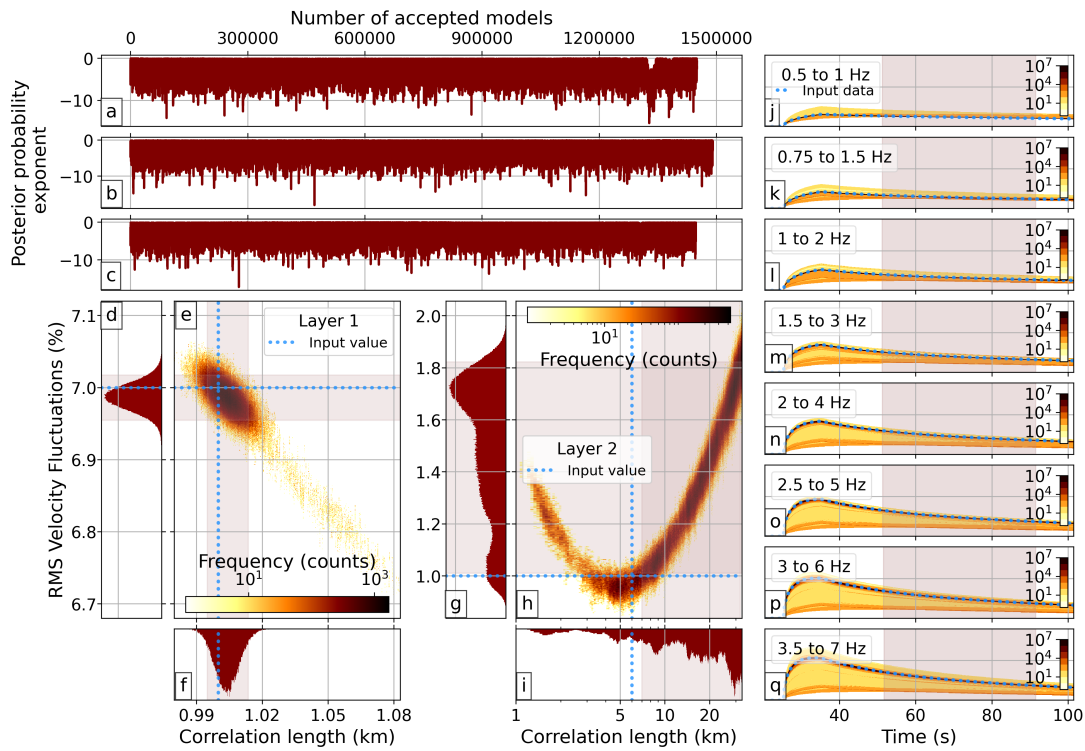 Number of accepted models
0 300000 600000 900000 1200000 1500000
Posterior probability
exponent
0
−10
a
0
−10
b
0
−10
c
RMS Velocity Fluctuations (%)
7.1
7.0
6.9
6.8
6.7
d
e
Layer 1
Input value
Frequency (counts)
10¹ 10³
f
0.99 1.02 1.05 1.08
Correlation length (km)
2.0
1.8
1.6
1.4
1.2
1.0
g
h
10¹
Frequency (counts)
Layer 2
Input value
i
1 5 10 20
Correlation length (km)
0.5 to 1 Hz
Input data
10⁷
10⁴
10¹
j
0.75 to 1.5 Hz
10⁷
10⁴
10¹
k
1 to 2 Hz
10⁷
10⁴
10¹
l
1.5 to 3 Hz
10⁷
10⁴
10¹
m
2 to 4 Hz
10⁷
10⁴
10¹
n
2.5 to 5 Hz
10⁷
10⁴
10¹
o
3 to 6 Hz
10⁷
10⁴
10¹
p
3.5 to 7 Hz
10⁷
10⁴
10¹
q
40 60 80 100
Time (s)